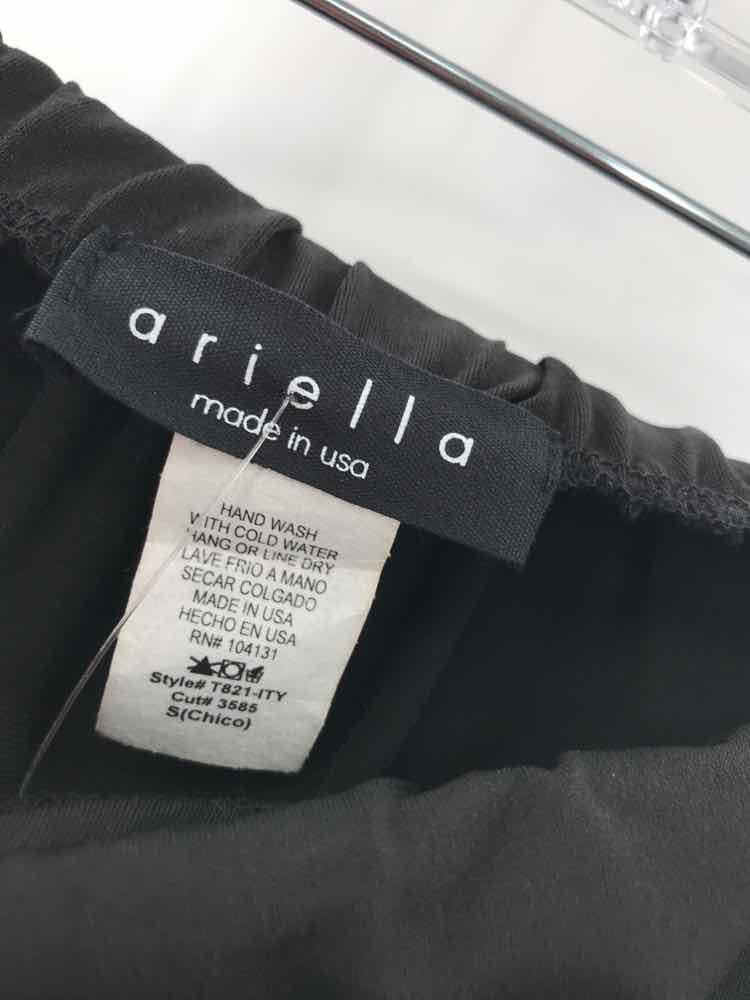 ariella
made in usa
HAND WASH
WITH COLD WATER
HANG OR LINE DRY
LAVE FRIO A MANO
SECAR COLGADO
MADE IN USA
HECHO EN USA
RN# 104131
Style# T821-ITY
Cut# 3585
S(Chico)